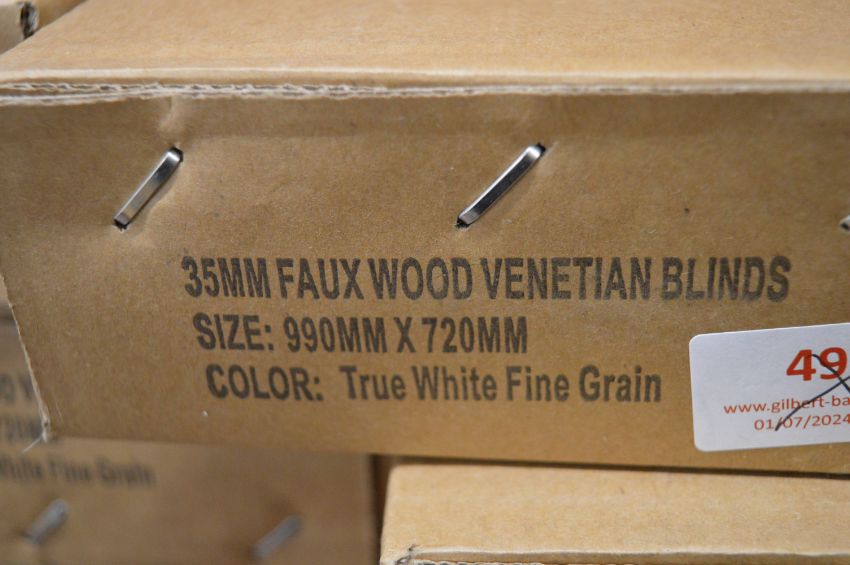 35MM FAUX WOOD VENETIAN BLINDS
SIZE: 990MM X 720MM
COLOR: True White Fine Grain
49
www.gilbert-ba
01/07/2024
720MM
White Fine Grain